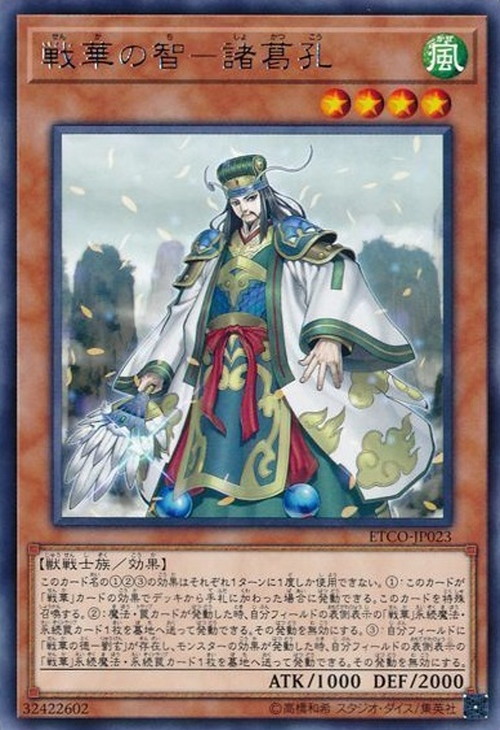 戦華の智－諸葛孔
風
ETCO-JP023
【獣戦士族／効果】
このカード名の①②③の効果はそれぞれ1ターンに1度しか使用できない。①：このカードが
「戦華」カードの効果でデッキから手札に加わった場合に発動できる。このカードを特殊
召喚する。②：魔法・罠カードが発動した時、自分フィールドの表側表示の「戦華」永続魔法・
永続罠カード1枚を墓地へ送って発動できる。その発動を無効にする。③：自分フィールドに
「戦華の徳－劉玄」が存在し、モンスターの効果が発動した時、自分フィールドの表側表示の
「戦華」永続魔法・永続罠カード1枚を墓地へ送って発動できる。その発動を無効にする。
ATK/1000 DEF/2000
32422602
©高橋和希 スタジオ・ダイス/集英社